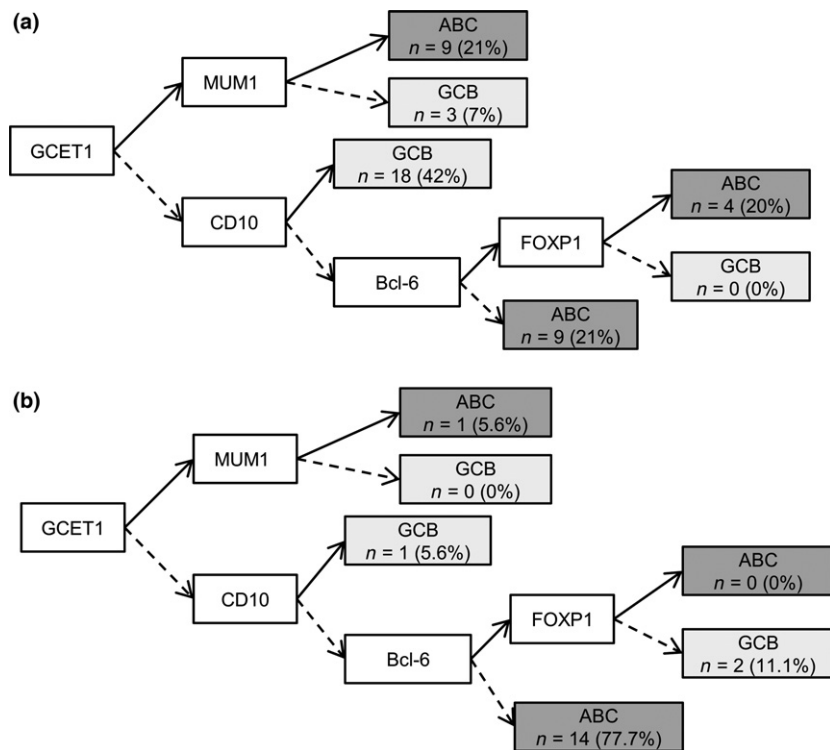 (a)
ABC
n = 9 (21%)
MUM1
GCB
n = 3 (7%)
GCET1
GCB
n = 18 (42%)
CD10
ABC
n = 4 (20%)
FOXP1
GCB
n = 0 (0%)
Bcl-6
ABC
n = 9 (21%)
(b)
ABC
n = 1 (5.6%)
MUM1
GCB
n = 0 (0%)
GCET1
GCB
n = 1 (5.6%)
CD10
ABC
n = 0 (0%)
FOXP1
GCB
n = 2 (11.1%)
Bcl-6
ABC
n = 14 (77.7%)